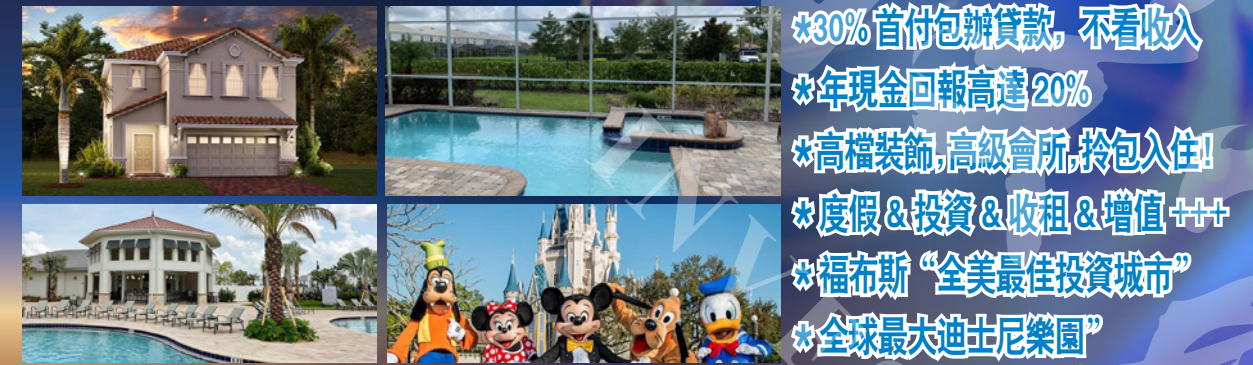 *30% 首付包辦貸款，不看收入
* 年現金回報高達 20%
*高檔裝飾,高級會所,拎包入住!
* 度假 & 投資 & 收租 & 增值 +++
* 福布斯 “全美最佳投資城市”
* 全球最大迪士尼樂園”
INV